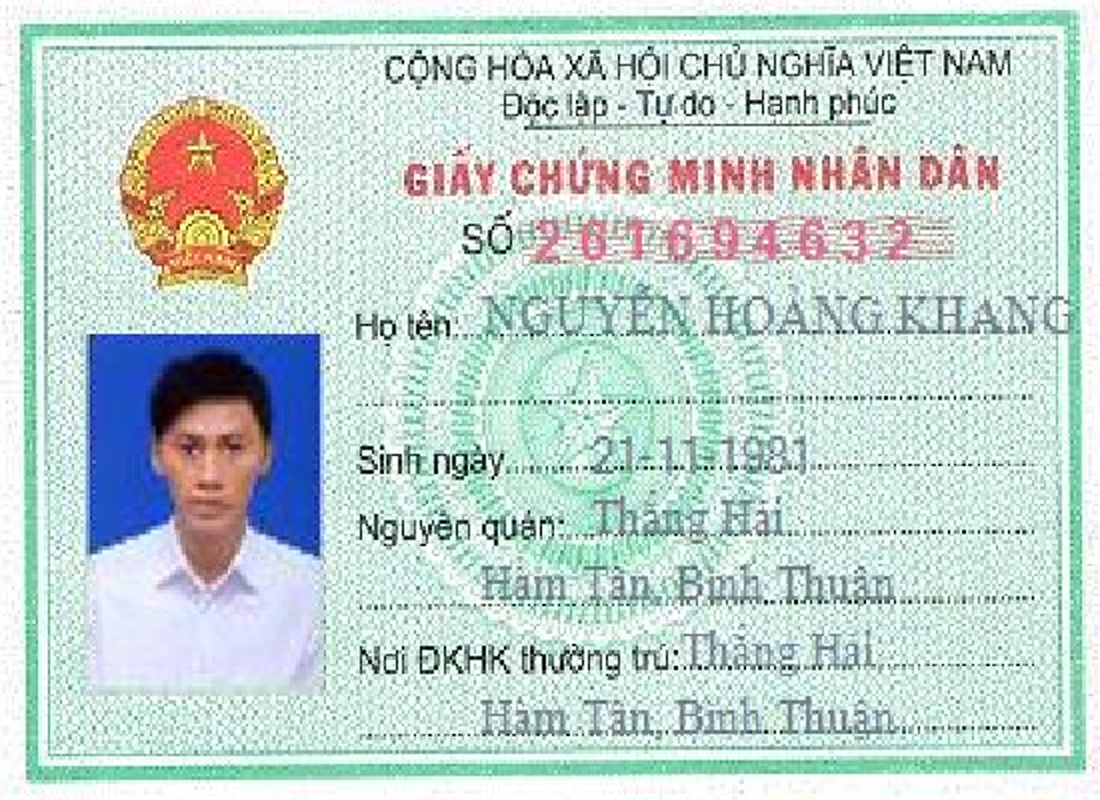 CỘNG HÒA XÃ HỘI CHỦ NGHĨA VIỆT NAM
Độc lập - Tự do - Hạnh phúc
GIẤY CHỨNG MINH NHÂN DÂN
SỐ 261694632
Họ tên: NGUYỄN HOÀNG KHANG
Sinh ngày 21-11-1981
Nguyên quán: Thắng Hải
Hàm Tân, Bình Thuận
Nơi ĐKHK thường trú: Thắng Hải
Hàm Tân, Bình Thuận